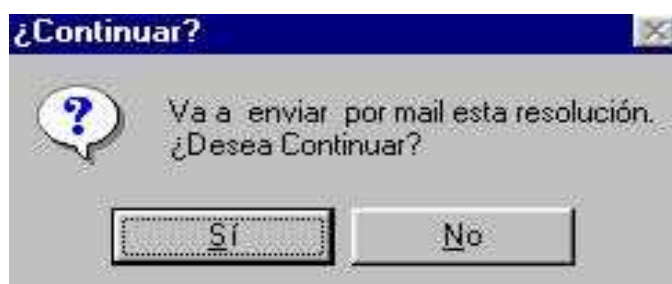 ¿Continuar?
Va a enviar por mail esta resolución.
¿Desea Continuar?
Sí
No